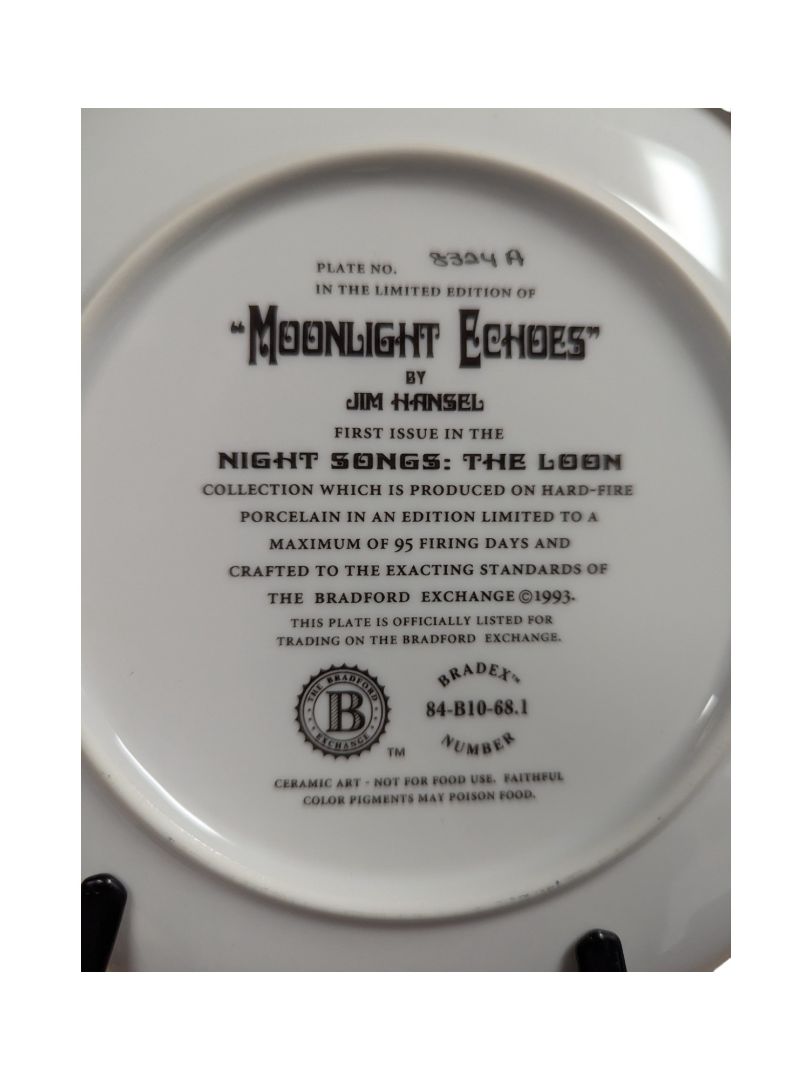 PLATE NO. 8324 A
IN THE LIMITED EDITION OF
"MOONLIGHT ECHOES"
BY
JIM HANSEL
FIRST ISSUE IN THE
NIGHT SONGS: THE LOON
COLLECTION WHICH IS PRODUCED ON HARD-FIRE
PORCELAIN IN AN EDITION LIMITED TO A
MAXIMUM OF 95 FIRING DAYS AND
CRAFTED TO THE EXACTING STANDARDS OF
THE BRADFORD EXCHANGE ©1993.
THIS PLATE IS OFFICIALLY LISTED FOR
TRADING ON THE BRADFORD EXCHANGE.
THE BRADFORD
B
EXCHANGE
TM
BRADEX™
84-B10-68.1
NUMBER
CERAMIC ART - NOT FOR FOOD USE. FAITHFUL
COLOR PIGMENTS MAY POISON FOOD.